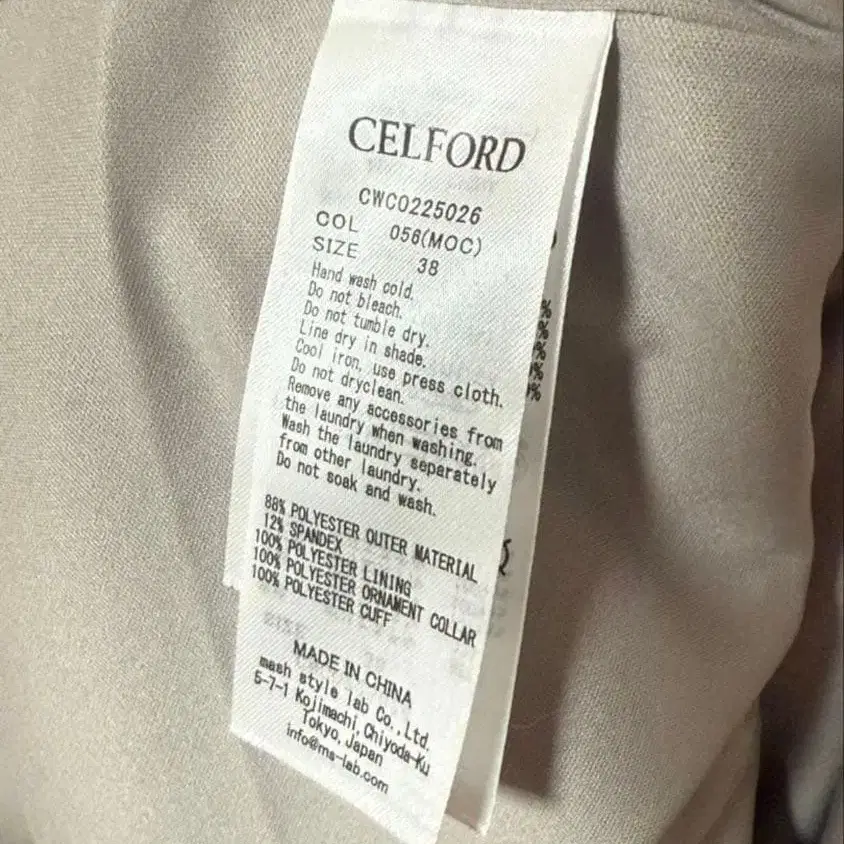 CELFORD
CWCO225026
COL 056(MOC)
SIZE 38
Hand wash cold.
Do not bleach.
Do not tumble dry.
Line dry in shade.
Cool iron, use press cloth.
Do not dryclean.
Remove any accessories from
the laundry when washing.
Wash the laundry separately
from other laundry.
Do not soak and wash.
88% POLYESTER OUTER MATERIAL
12% SPANDEX
100% POLYESTER LINING
100% POLYESTER ORNAMENT COLLAR
100% POLYESTER CUFF
MADE IN CHINA
mash style lab Co.,Ltd.
5-7-1 Kojimachi,Chiyoda-Ku
Tokyo,Japan
info@ms-lab.com